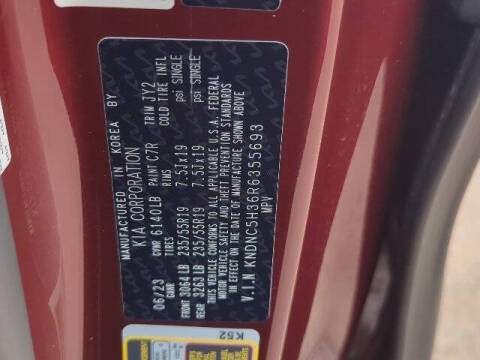 MANUFACTURED IN KOREA BY
KIA CORPORATION
06/23 GVWR 6140LB PAINT C7R TRIM JY2
GAWR RIMS COLD TIRE INFL
FRONT 3064LB 235/55R19 7.5Jx19 psi SINGLE
REAR 3263LB 235/55R19 7.5Jx19 psi SINGLE
THIS VEHICLE CONFORMS TO ALL APPLICABLE U.S.A. FEDERAL
MOTOR VEHICLE SAFETY AND THEFT PREVENTION STANDARDS
IN EFFECT ON THE DATE OF MANUFACTURE SHOWN ABOVE
V.I.N KNDNC5H36R6355693
MPV
K52